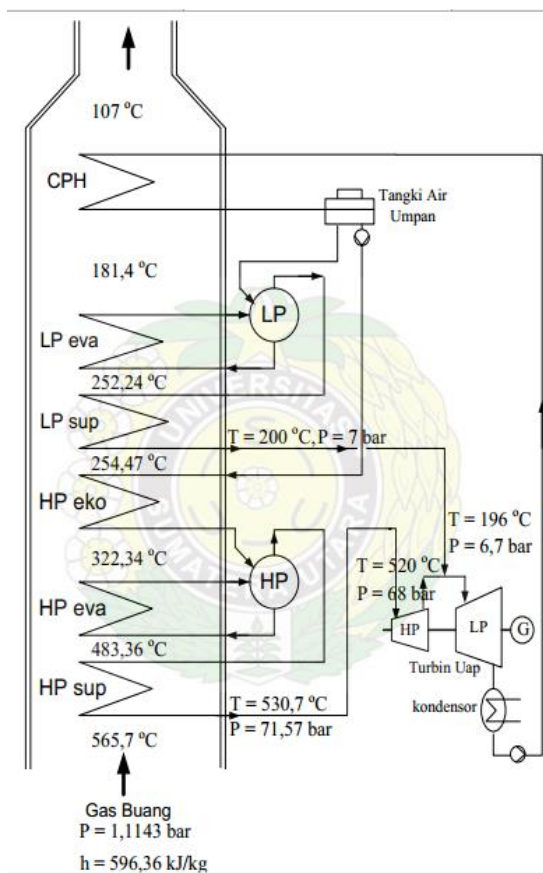 107 °C
CPH
Tangki Air
Umpan
181,4 °C
LP
LP eva
252,24 °C
LP sup
T = 200 °C, P = 7 bar
254,47 °C
HP eko
T = 196 °C
P = 6,7 bar
322,34 °C
T = 520 °C
P = 68 bar
HP
HP eva
HP
LP
G
Turbin Uap
483,36 °C
HP sup
T = 530,7 °C
P = 71,57 bar
kondensor
565,7 °C
Gas Buang
P = 1,1143 bar
h = 596,36 kJ/kg
UNIVERSITAS
SUMATERA UTARA